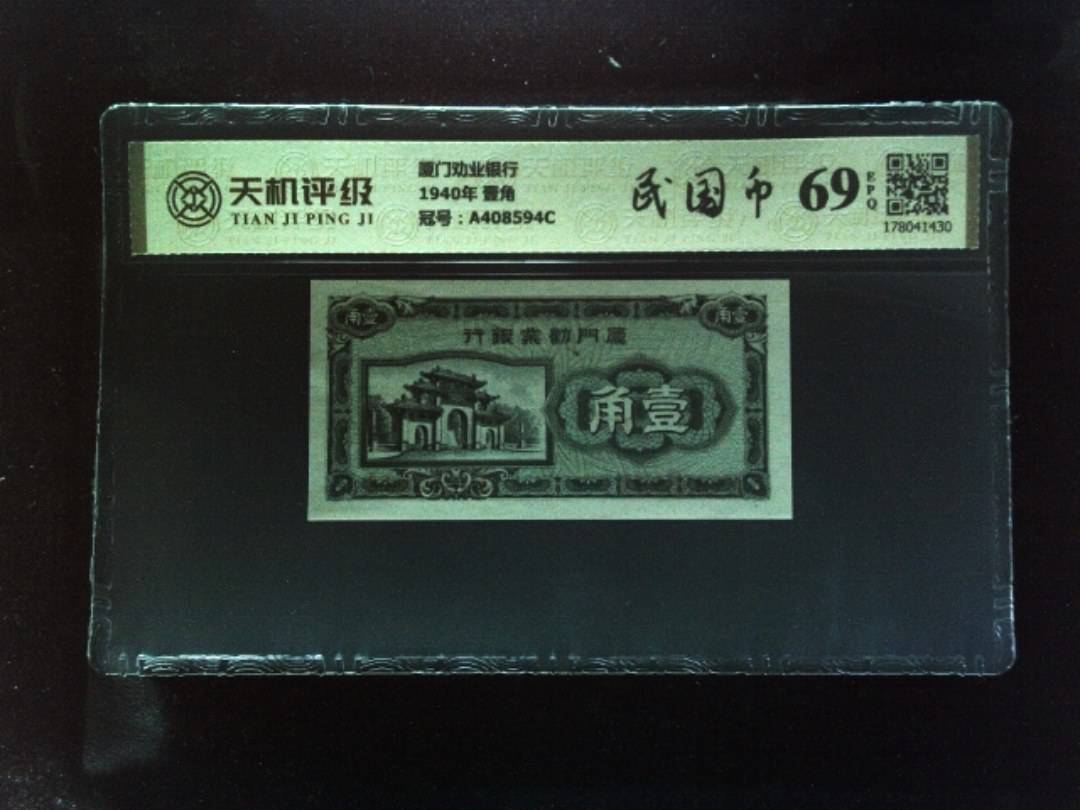 天机评级
TIAN JI PING JI
厦门劝业银行
1940年 壹角
冠号：A408594C
民国币
69
EPQ
178041430
角壹
角壹
行銀業勸門廈
角壹